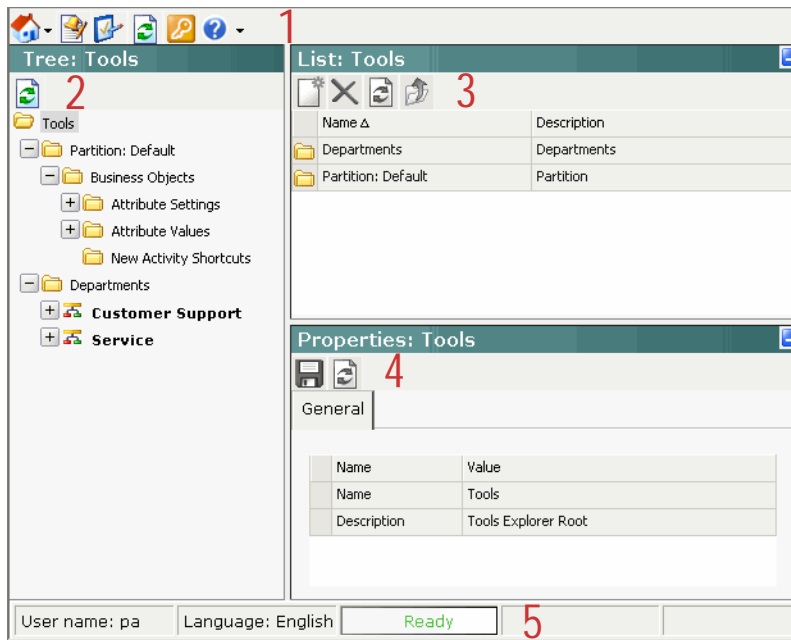 1
Tree: Tools
2
Tools
Partition: Default
Business Objects
Attribute Settings
Attribute Values
New Activity Shortcuts
Departments
Customer Support
Service
List: Tools
3
Name Description
Departments Departments
Partition: Default Partition
Properties: Tools
4
General
Name Value
Name Tools
Description Tools Explorer Root
User name: pa Language: English Ready 5